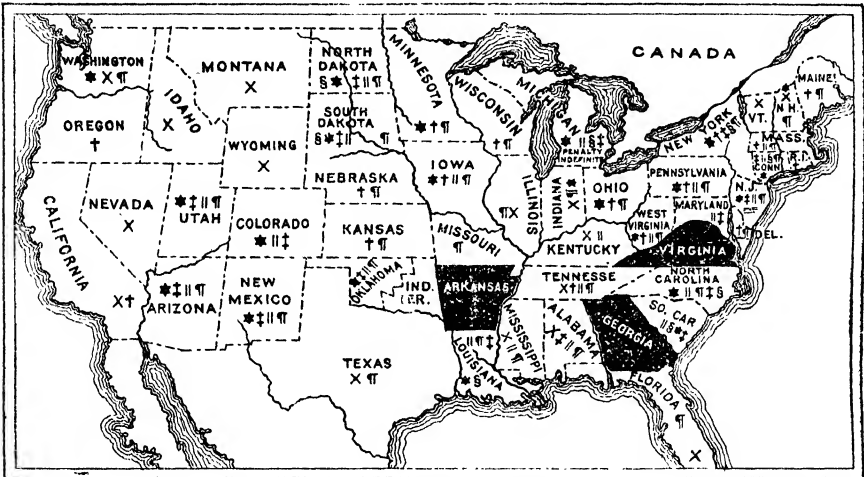 CANADA
WASHINGTON
* X ¶
MONTANA
X
NORTH
DAKOTA
§ * ‡ || ¶
MINNESOTA
* † ¶
WISCONSIN
† ¶
MICHIGAN
* || § ‡
PENALTY
INDEFINITE
MAINE
† ¶
X
VT.
N.H.
¶
MASS.
R.I.
CONN
NEW YORK
* † ‡ § ¶
OREGON
†
IDAHO
X
SOUTH
DAKOTA
§ * ‡ || ¶
WYOMING
X
IOWA
* † || ¶
NEBRASKA
† ¶
ILLINOIS
¶ X
INDIANA
X ¶ *
OHIO
* † ¶
PENNSYLVANIA
* † || ¶
N.J.
* ‡ || ¶
MARYLAND
|| ‡
DEL.
WEST
VIRGINIA
* † || ¶
VIRGINIA
NEVADA
X
* ‡ || ¶
UTAH
COLORADO
* || ‡
KANSAS
† ¶
MISSOURI
¶
X ||
KENTUCKY
CALIFORNIA
X †
* ‡ || ¶
ARIZONA
NEW
MEXICO
* ‡ || ¶
* ‡ || ¶
OKLAHOMA
IND.
TER.
ARKANSAS
TENNESSE
X † || ¶
NORTH
CAROLINA
* || ¶ ‡ §
SO. CAR
|| § * ‡
TEXAS
X ¶
|| ¶ ‡
LOUISIANA
* §
MISSISSIPPI
X || ¶
ALABAMA
X ‡ || ¶
GEORGIA
FLORIDA
¶
X